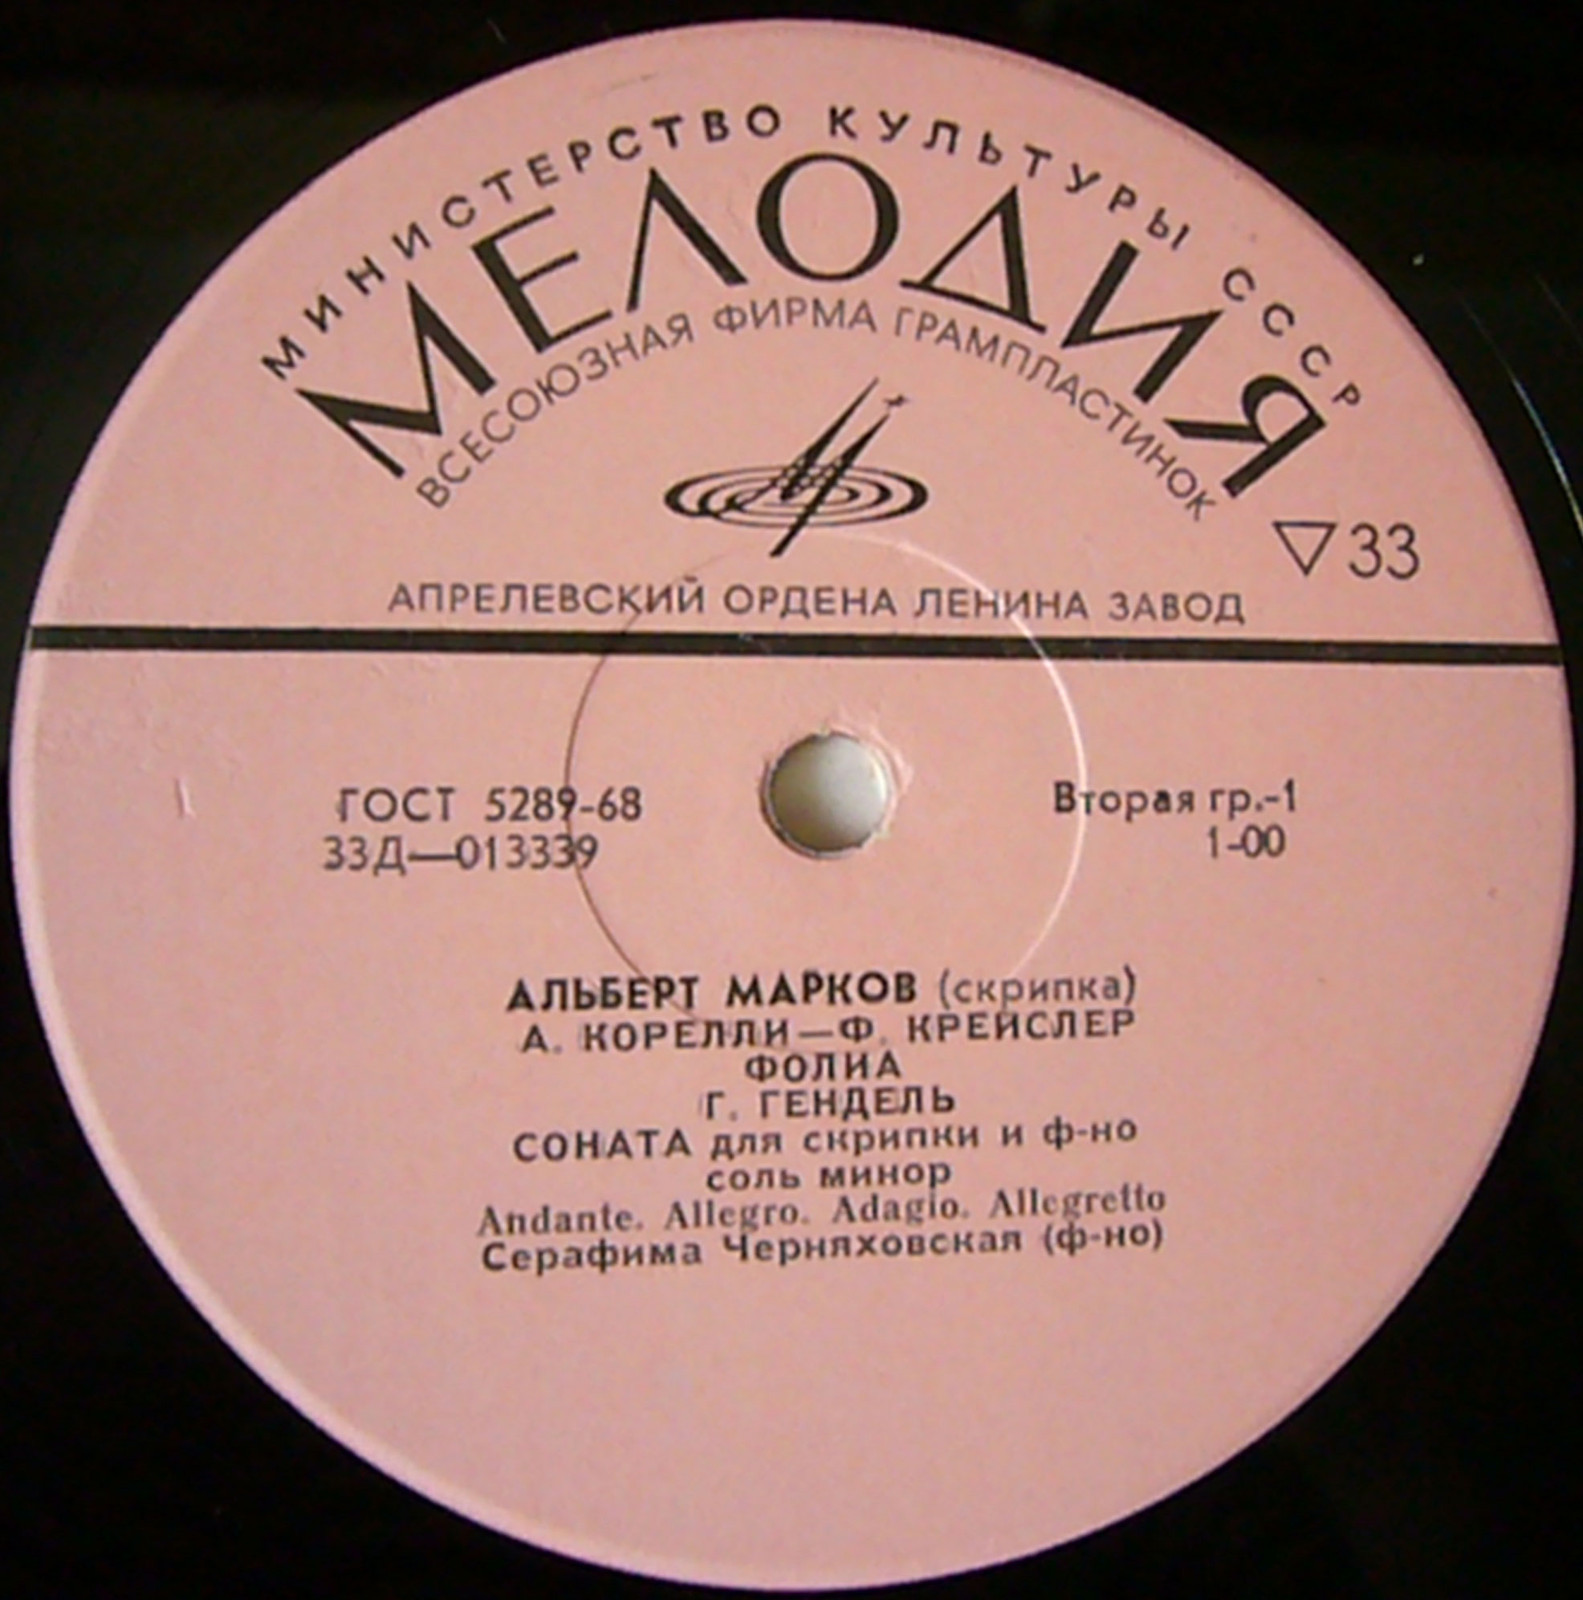 МИНИСТЕРСТВО КУЛЬТУРЫ СССР
МЕЛОДИЯ
ВСЕСОЮЗНАЯ ФИРМА ГРАМПЛАСТИНОК
▽33
АПРЕЛЕВСКИЙ ОРДЕНА ЛЕНИНА ЗАВОД
ГОСТ 5289-68
33Д—013339
Вторая гр.-1
1-00
АЛЬБЕРТ МАРКОВ (скрипка)
А. КОРЕЛЛИ—Ф. КРЕЙСЛЕР
ФОЛИА
Г. ГЕНДЕЛЬ
СОНАТА для скрипки и ф-но
соль минор
Andante. Allegro. Adagio. Allegretto
Серафима Черняховская (ф-но)